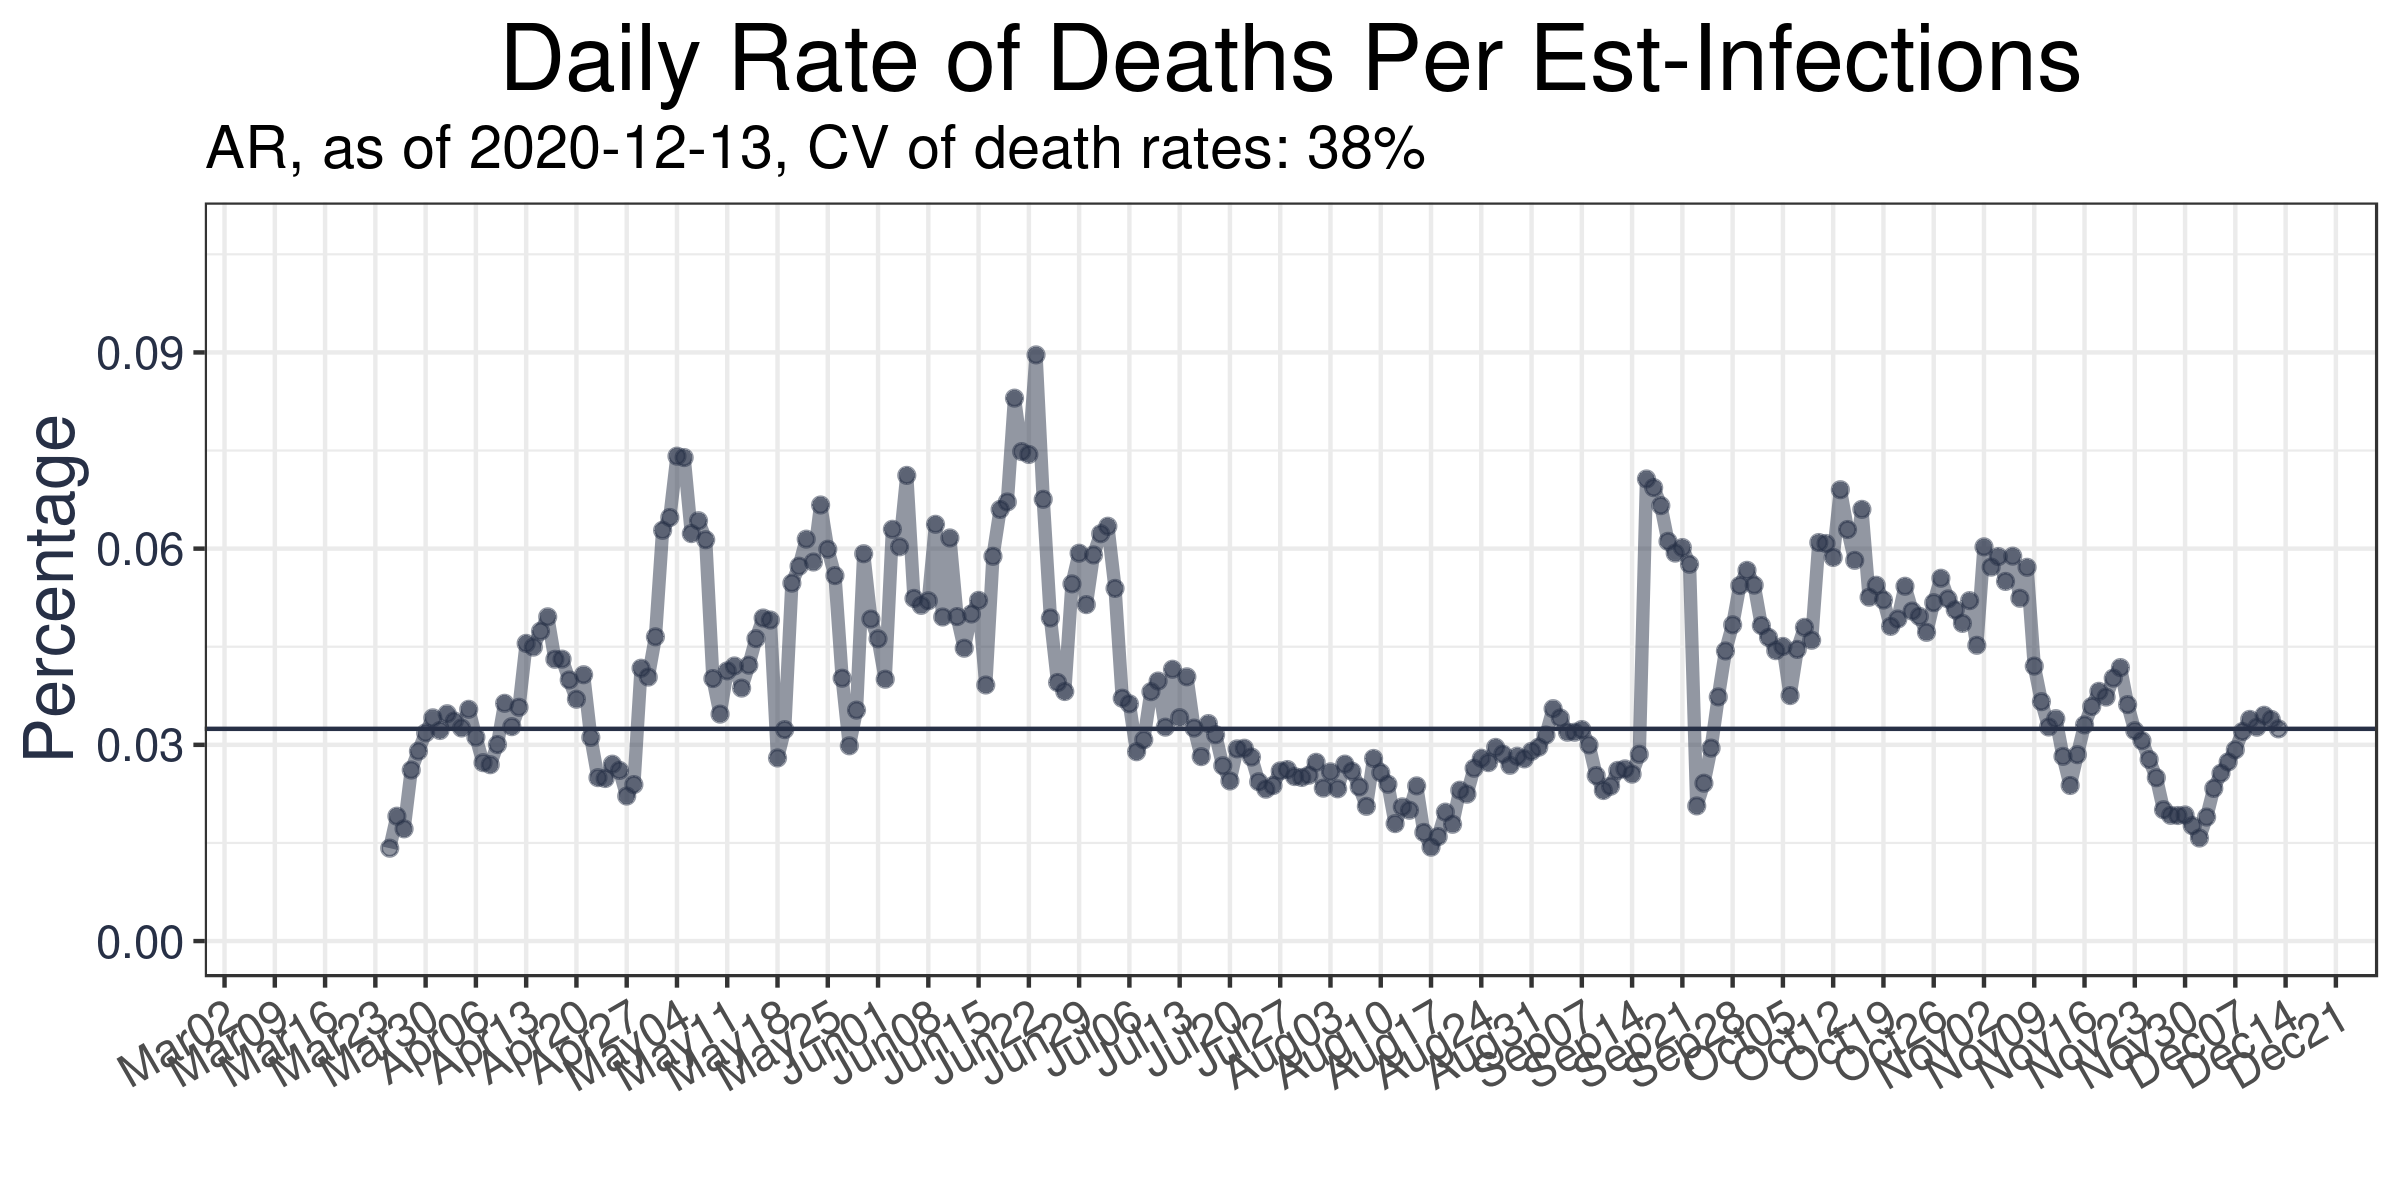 Daily Rate of Deaths Per Est-Infections
AR, as of 2020-12-13, CV of death rates: 38%
Percentage
0.09
0.06
0.03
0.00
Mar02 Mar09 Mar16 Mar23 Mar30 Apr06 Apr13 Apr20 Apr27 May04 May11 May18 May25 Jun01 Jun08 Jun15 Jun22 Jun29 Jul06 Jul13 Jul20 Jul27 Aug03 Aug10 Aug17 Aug24 Aug31 Sep07 Sep14 Sep21 Sep28 Oct05 Oct12 Oct19 Oct26 Nov02 Nov09 Nov16 Nov23 Nov30 Dec07 Dec14 Dec21